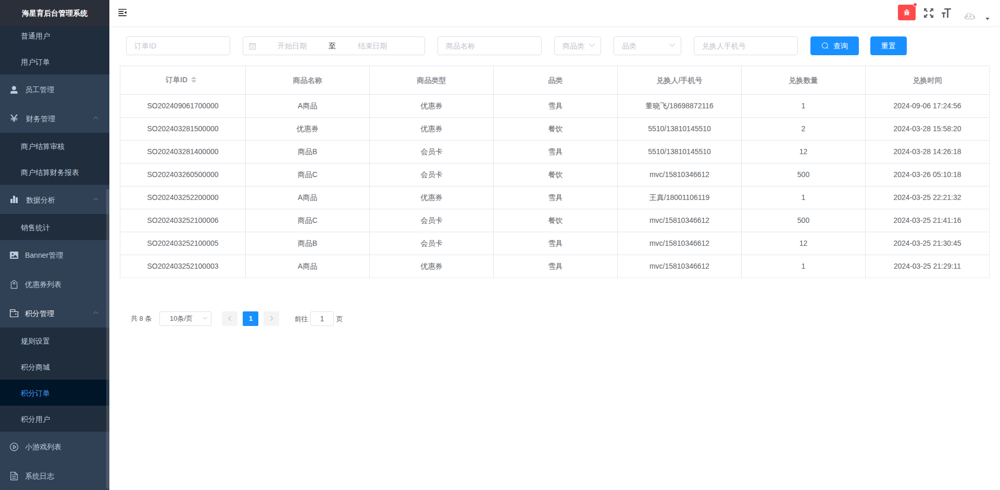 海星育后台管理系统
普通用户
用户订单
员工管理
财务管理
商户结算审核
商户结算财务报表
数据分析
销售统计
Banner管理
优惠券列表
积分管理
规则设置
积分商城
积分订单
积分用户
小游戏列表
系统日志
订单ID 开始日期 至 结束日期 商品名称 商品类 品类 兑换人手机号 查询 重置
订单ID 商品名称 商品类型 品类 兑换人/手机号 兑换数量 兑换时间
SO202409061700000 A商品 优惠券 雪具 董晓飞/18698872116 1 2024-09-06 17:24:56
SO202403281500000 优惠券 优惠券 餐饮 5510/13810145510 2 2024-03-28 15:58:20
SO202403281400000 商品B 会员卡 雪具 5510/13810145510 12 2024-03-28 14:26:18
SO202403260500000 商品C 会员卡 餐饮 mvc/15810346612 500 2024-03-26 05:10:18
SO202403252200000 A商品 优惠券 雪具 王真/18001106119 1 2024-03-25 22:21:32
SO202403252100006 商品C 会员卡 餐饮 mvc/15810346612 500 2024-03-25 21:41:16
SO202403252100005 商品B 会员卡 雪具 mvc/15810346612 12 2024-03-25 21:30:45
SO202403252100003 A商品 优惠券 雪具 mvc/15810346612 1 2024-03-25 21:29:11
共 8 条 10条/页 1 前往 1 页